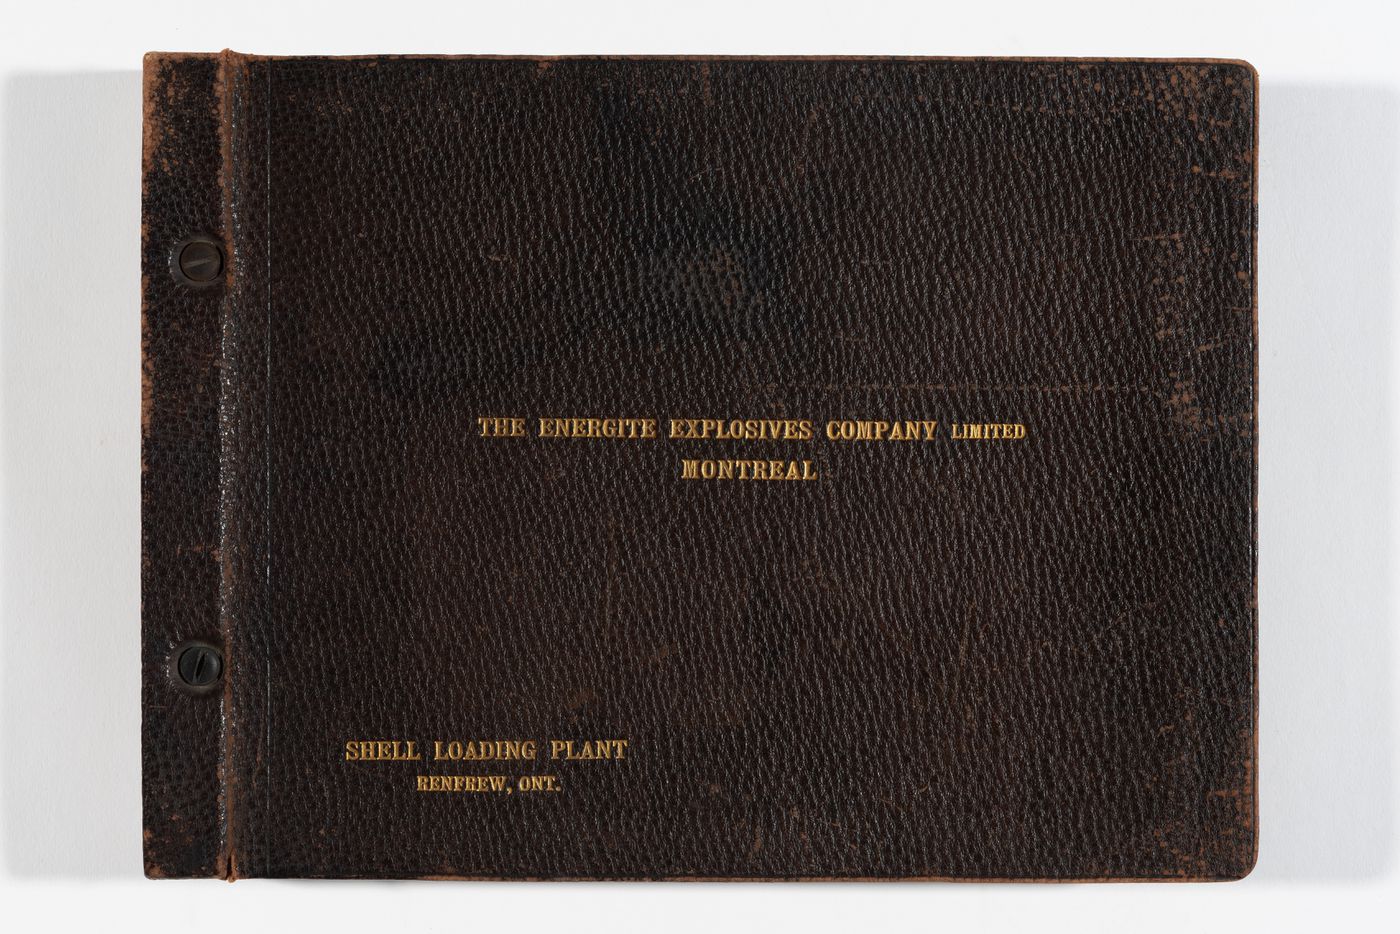 THE ENERGITE EXPLOSIVES COMPANY LIMITED
MONTREAL
SHELL LOADING PLANT
RENFREW, ONT.